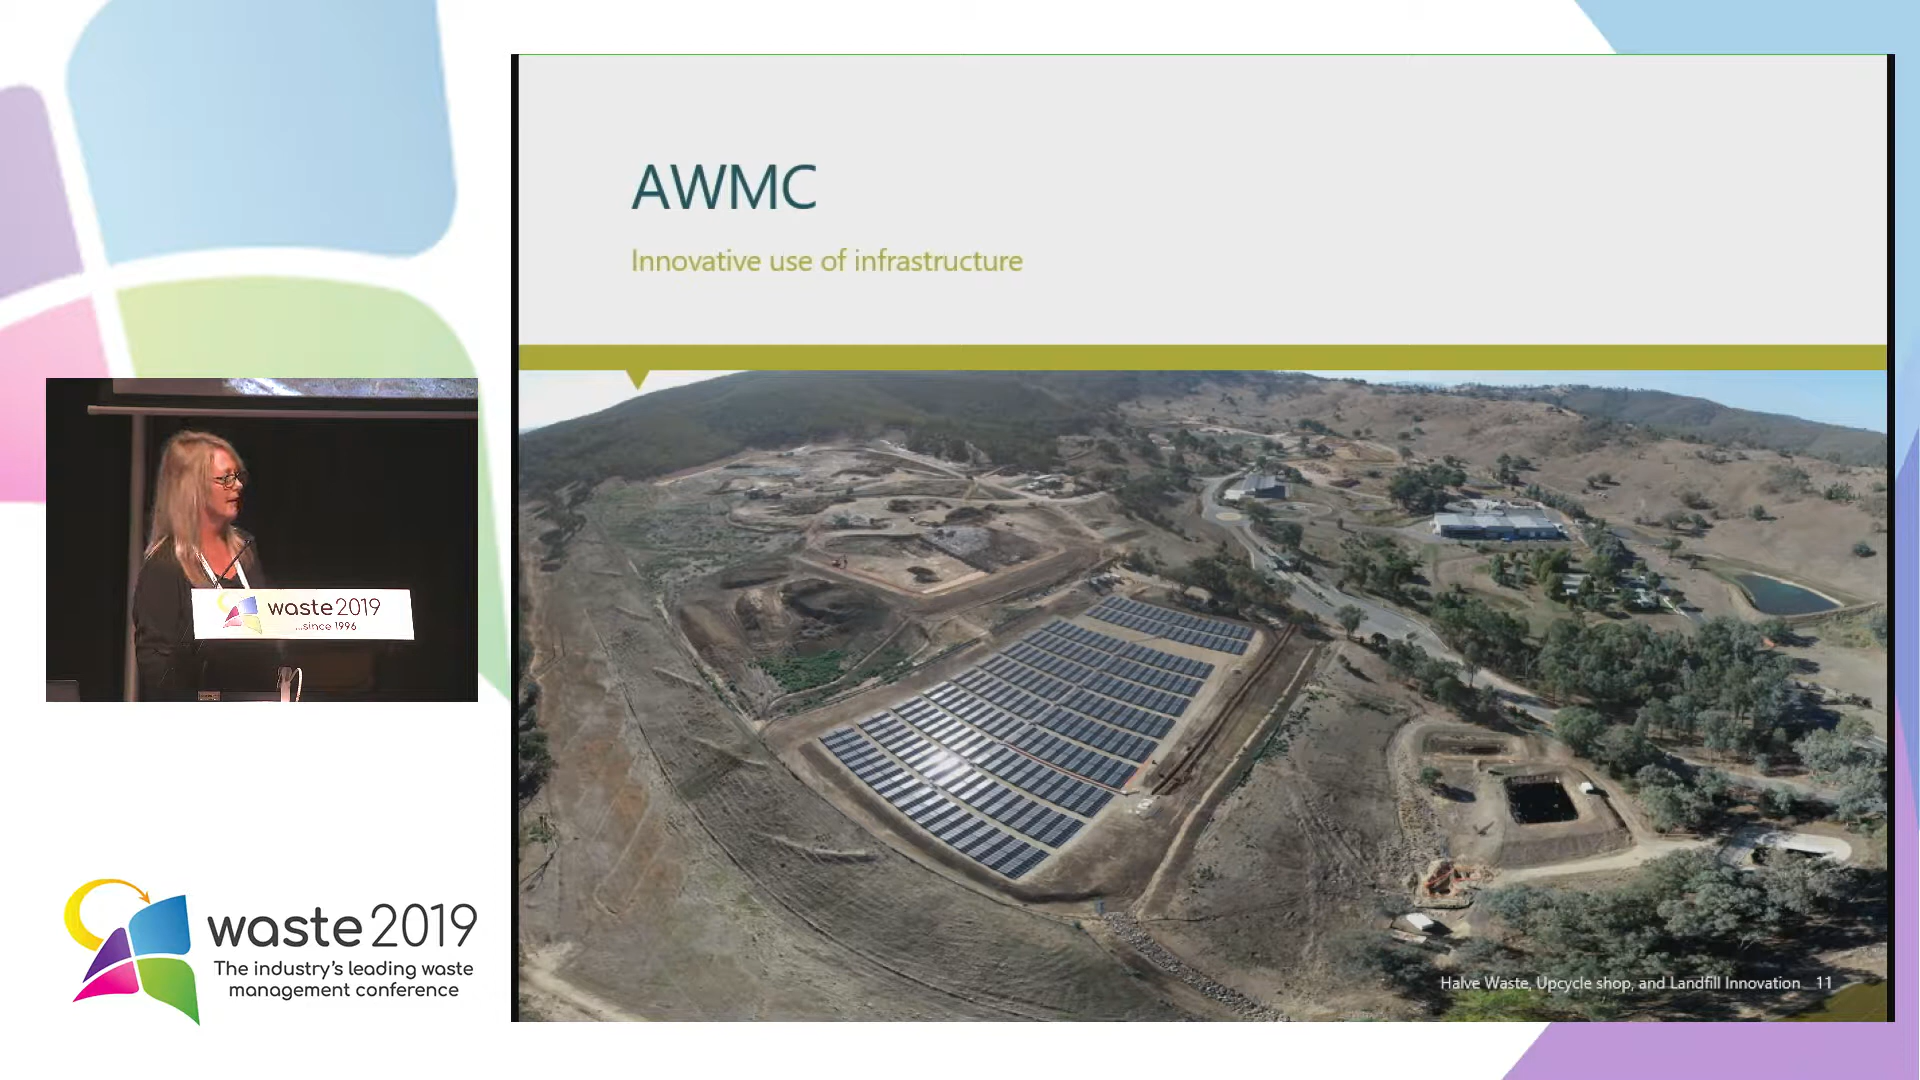 AWMC
Innovative use of infrastructure
waste 2019
...since 1996
waste 2019
The industry's leading waste
management conference
Halve Waste, Upcycle shop, and Landfill Innovation 11